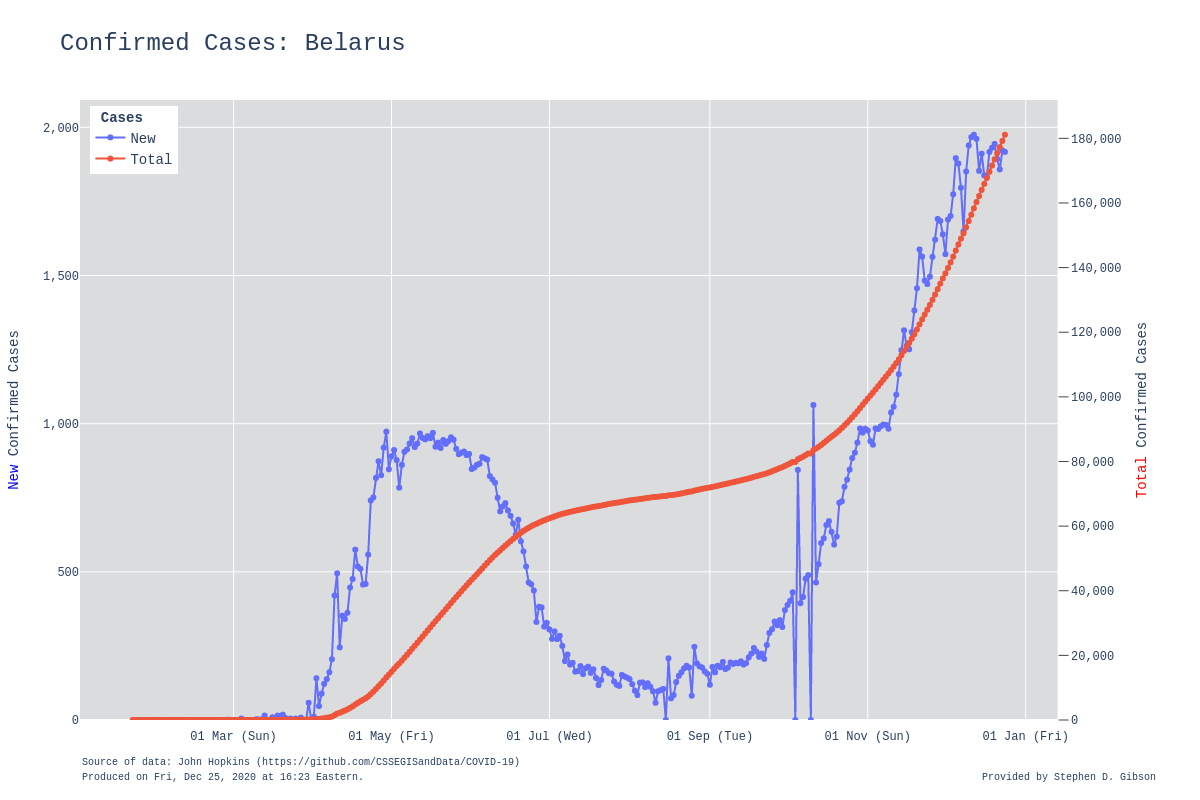 Confirmed Cases: Belarus
Cases
New
Total
2,000
1,500
1,000
500
0
180,000
160,000
140,000
120,000
100,000
80,000
60,000
40,000
20,000
0
New Confirmed Cases
Total Confirmed Cases
01 Mar (Sun)
01 May (Fri)
01 Jul (Wed)
01 Sep (Tue)
01 Nov (Sun)
01 Jan (Fri)
Source of data: John Hopkins (https://github.com/CSSEGISandData/COVID-19)
Produced on Fri, Dec 25, 2020 at 16:23 Eastern.
Provided by Stephen D. Gibson